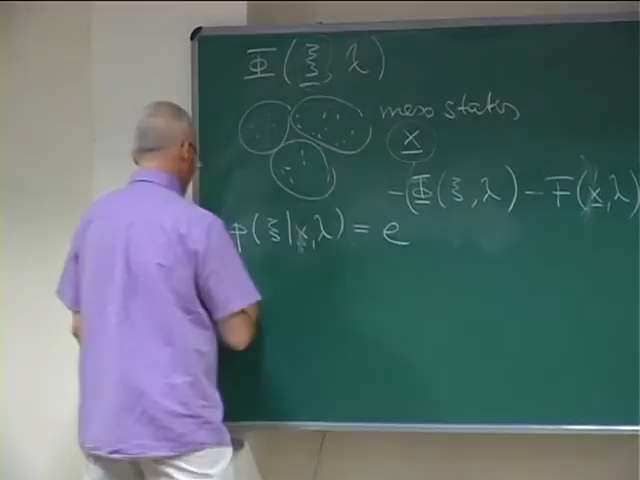 Φ(ξ, λ)
meso states
x
-(Φ(ξ,λ) - F(x,λ)
p(ξ|x,λ) = e